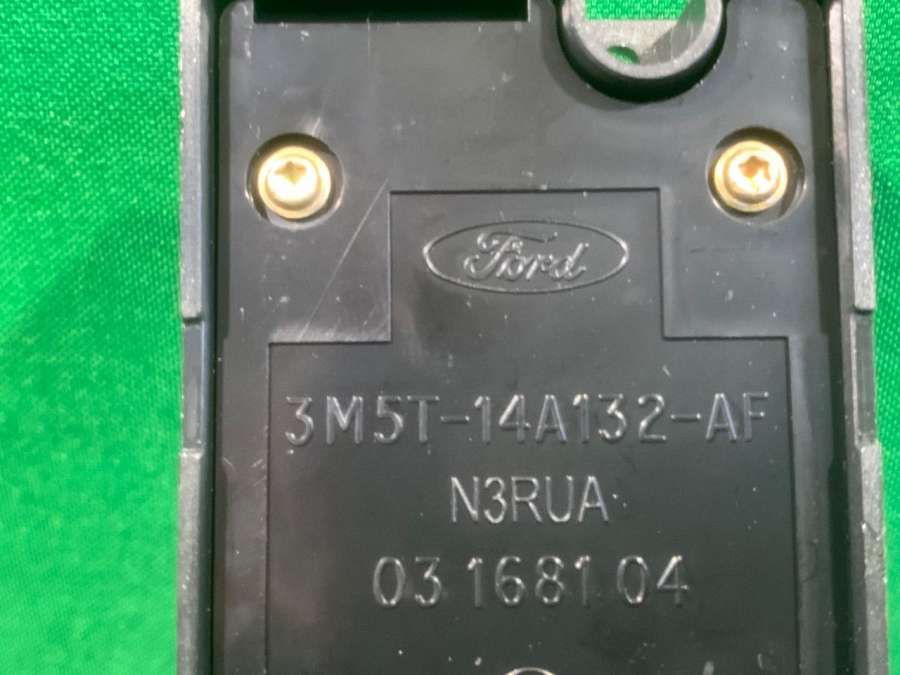 Ford
3M5T-14A132-AF
N3RUA
03 1681 04